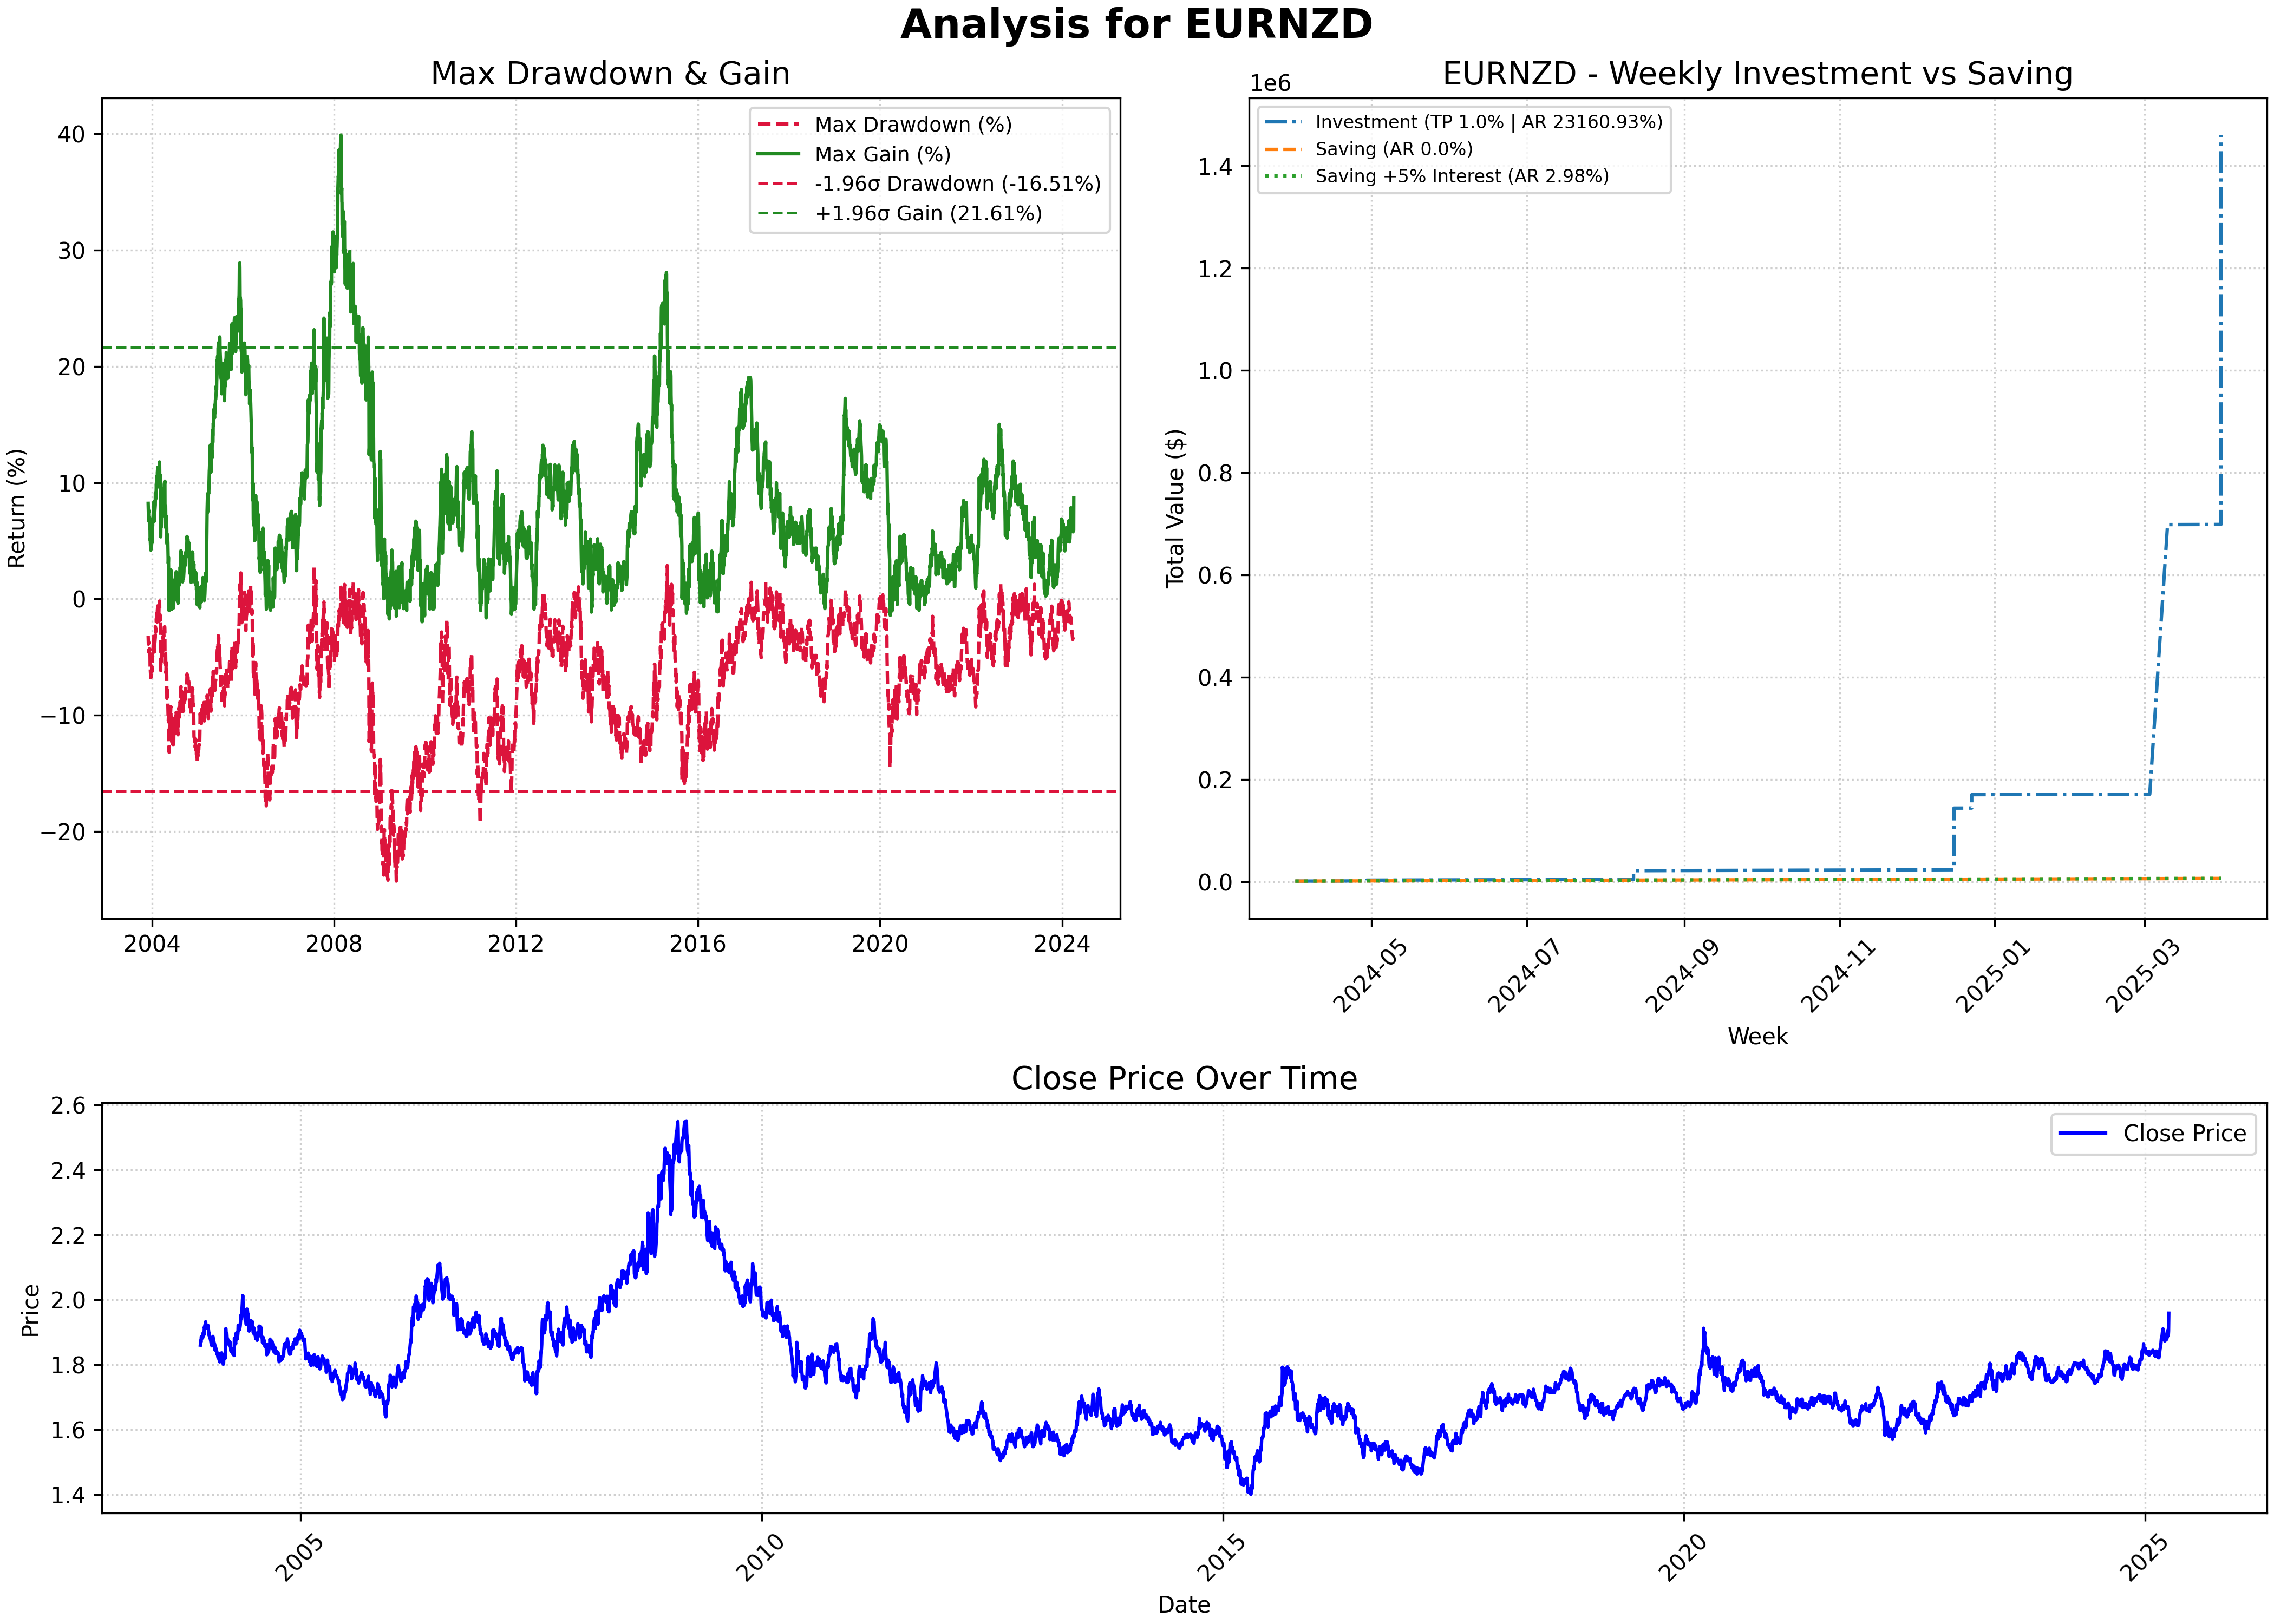 Analysis for EURNZD
Max Drawdown & Gain
Return (%)
40
30
20
10
0
−10
−20
2004
2008
2012
2016
2020
2024
Max Drawdown (%)
Max Gain (%)
-1.96σ Drawdown (-16.51%)
+1.96σ Gain (21.61%)
EURNZD - Weekly Investment vs Saving
1e6
Total Value ($)
1.4
1.2
1.0
0.8
0.6
0.4
0.2
0.0
Investment (TP 1.0% | AR 23160.93%)
Saving (AR 0.0%)
Saving +5% Interest (AR 2.98%)
2024-05
2024-07
2024-09
2024-11
2025-01
2025-03
Week
Close Price Over Time
Price
2.6
2.4
2.2
2.0
1.8
1.6
1.4
Close Price
2005
2010
2015
2020
2025
Date